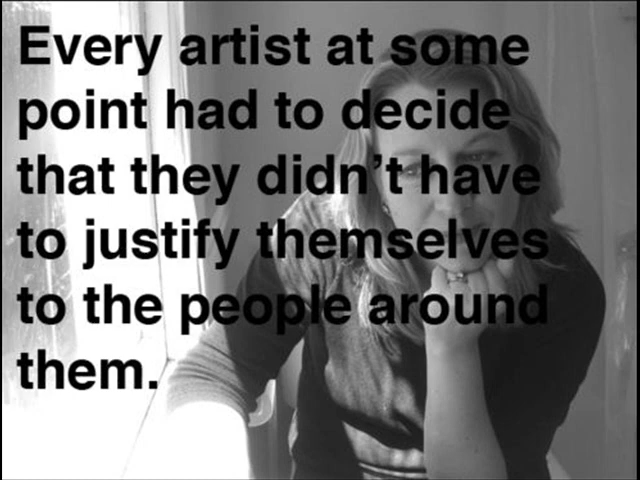 Every artist at some
point had to decide
that they didn’t have
to justify themselves
to the people around
them.